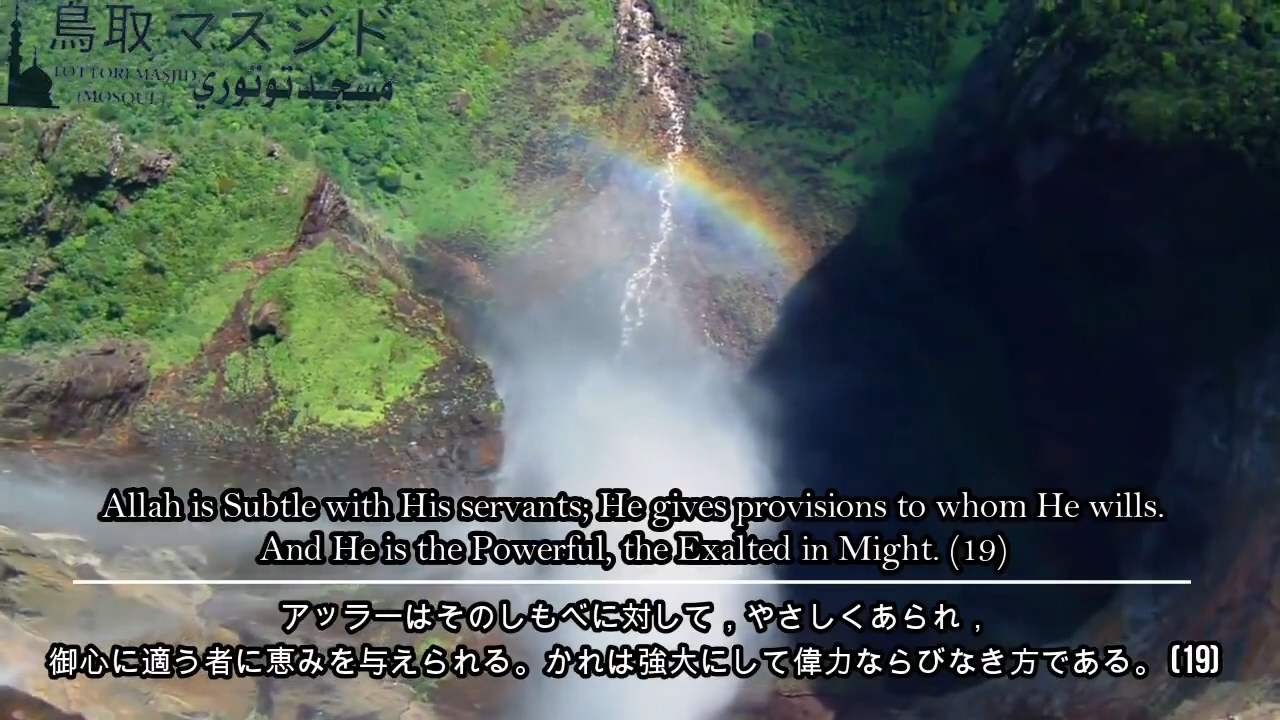 鳥取マスジド
TOTTORI MASJID
(MOSQUE)
مسجد توتوري
Allah is Subtle with His servants; He gives provisions to whom He wills.
And He is the Powerful, the Exalted in Might. (19)
アッラーはそのしもべに対して，やさしくあられ，
御心に適う者に恵みを与えられる。かれは強大にして偉力ならびなき方である。 (19)